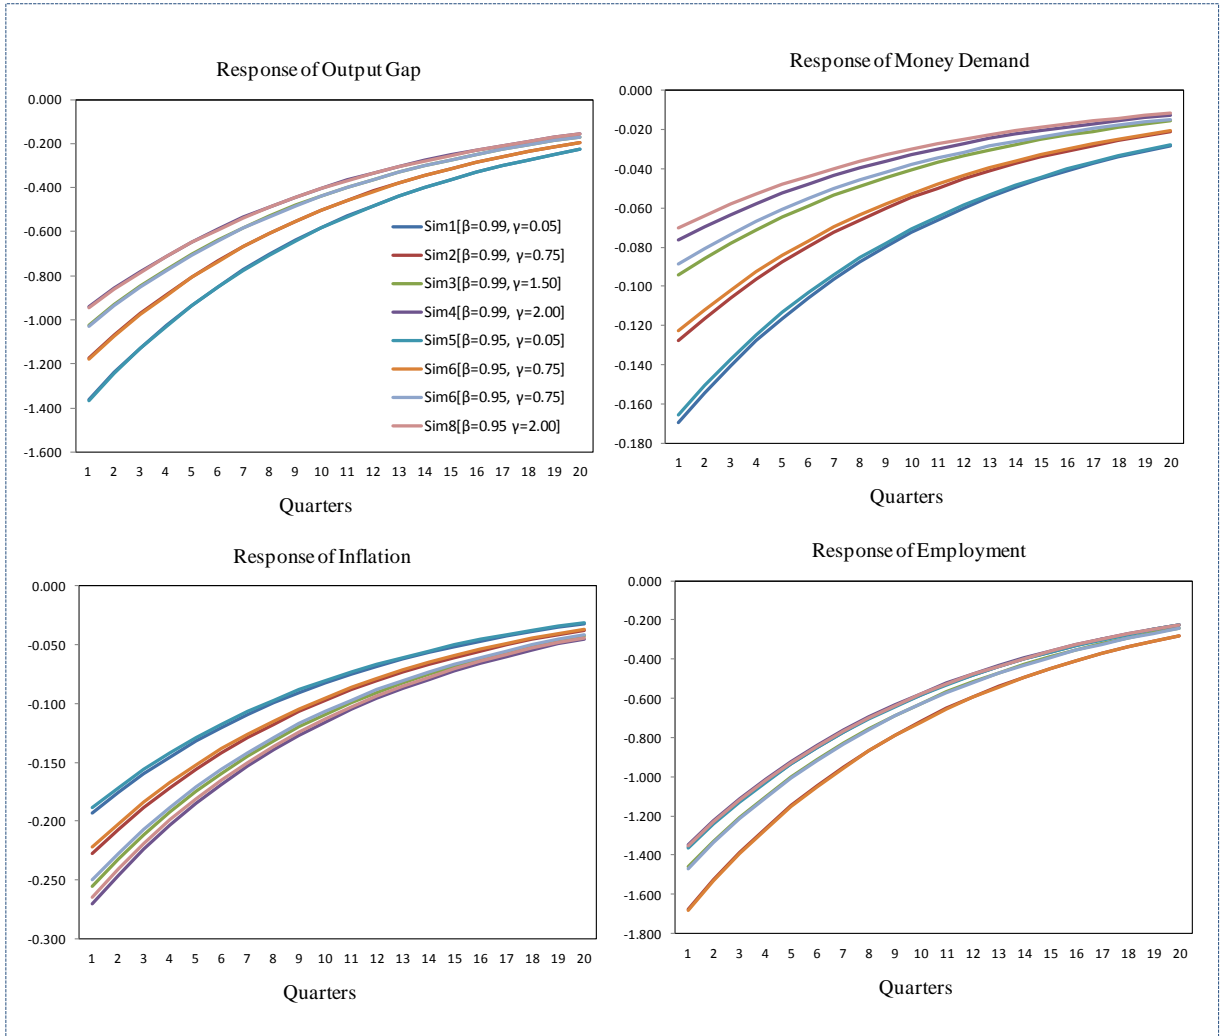 Response of Output Gap
0.000
-0.200
-0.400
-0.600
-0.800
-1.000
-1.200
-1.400
-1.600
Sim1[β=0.99, γ=0.05]
Sim2[β=0.99, γ=0.75]
Sim3[β=0.99, γ=1.50]
Sim4[β=0.99, γ=2.00]
Sim5[β=0.95, γ=0.05]
Sim6[β=0.95, γ=0.75]
Sim6[β=0.95, γ=0.75]
Sim8[β=0.95 γ=2.00]
1 2 3 4 5 6 7 8 9 10 11 12 13 14 15 16 17 18 19 20
Quarters
Response of Money Demand
0.000
-0.020
-0.040
-0.060
-0.080
-0.100
-0.120
-0.140
-0.160
-0.180
1 2 3 4 5 6 7 8 9 10 11 12 13 14 15 16 17 18 19 20
Quarters
Response of Inflation
0.000
-0.050
-0.100
-0.150
-0.200
-0.250
-0.300
1 2 3 4 5 6 7 8 9 10 11 12 13 14 15 16 17 18 19 20
Quarters
Response of Employment
0.000
-0.200
-0.400
-0.600
-0.800
-1.000
-1.200
-1.400
-1.600
-1.800
1 2 3 4 5 6 7 8 9 10 11 12 13 14 15 16 17 18 19 20
Quarters